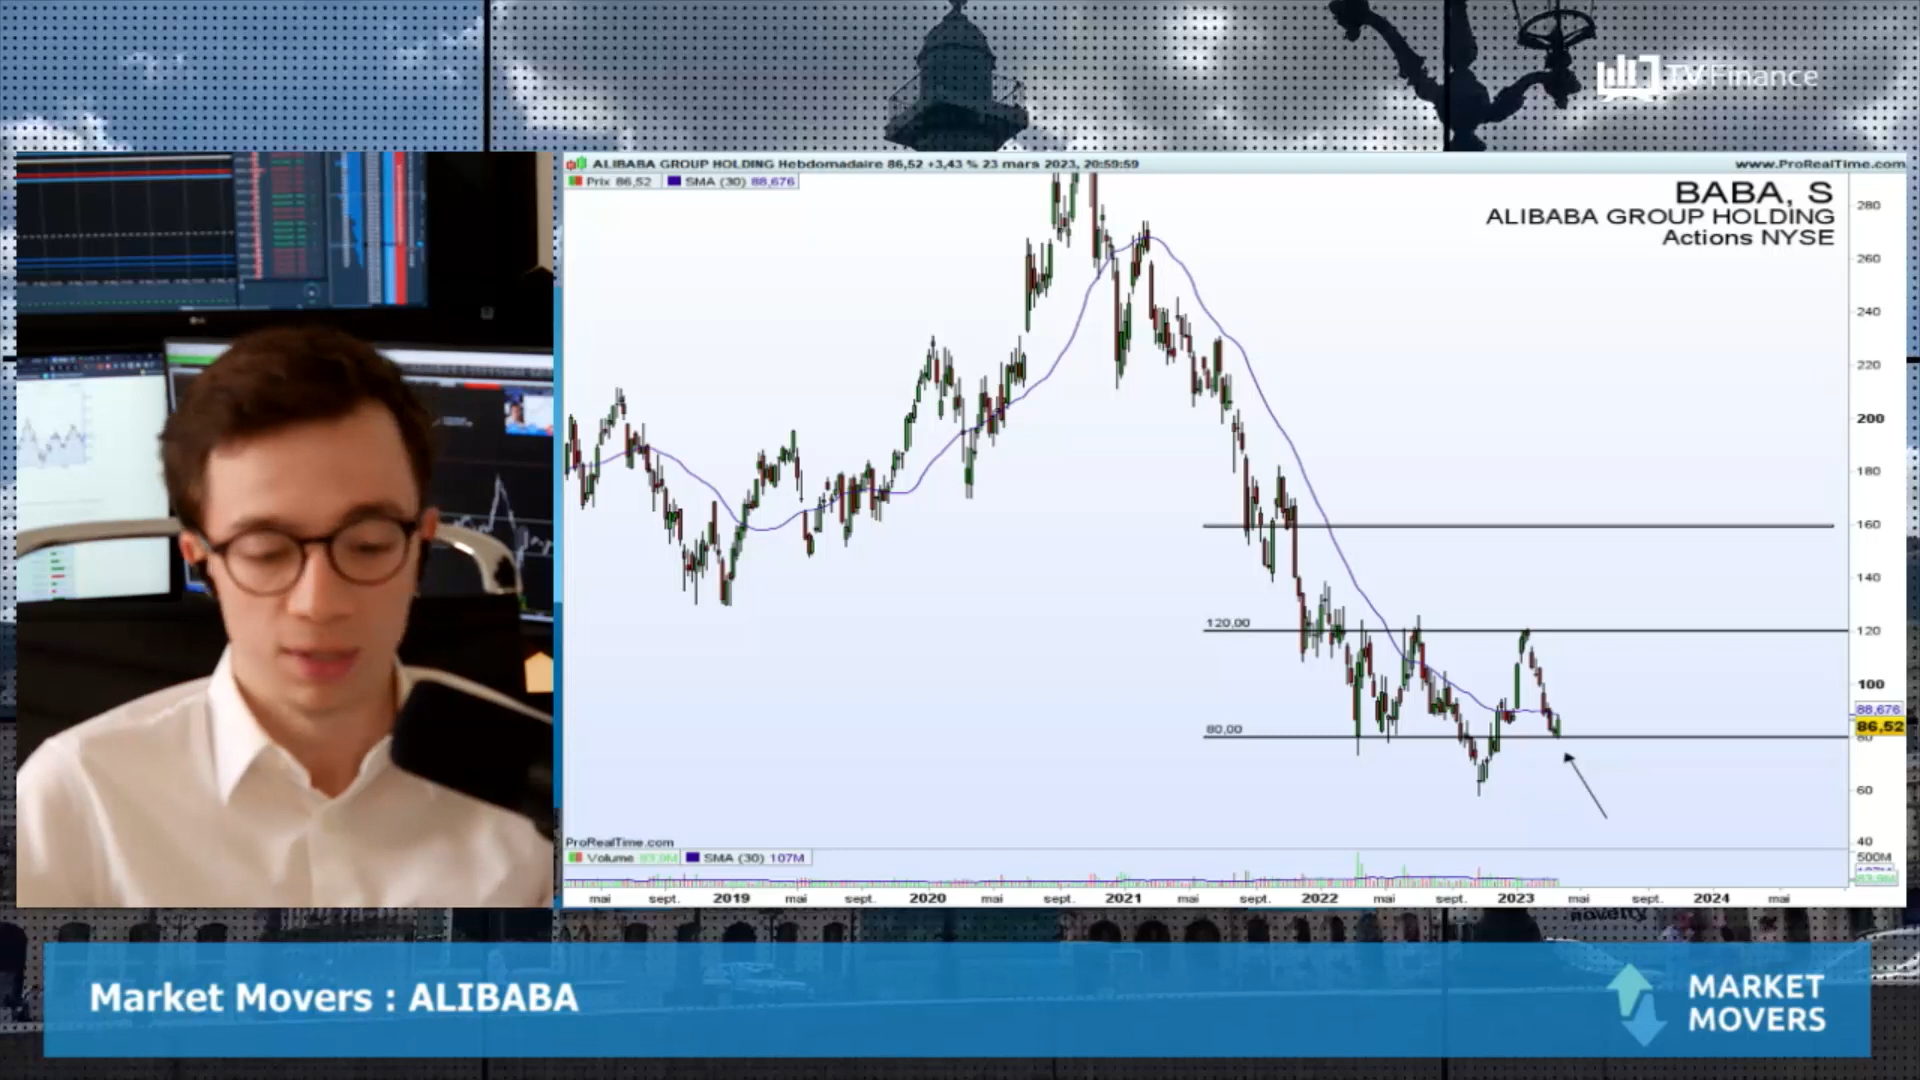 TVFinance
ALIBABA GROUP HOLDING Hebdomadaire 86,52 +3,43 % 23 mars 2023, 20:59:59
www.ProRealTime.com
Prix 86,52 SMA (30) 88,676
BABA, S
ALIBABA GROUP HOLDING
Actions NYSE
280
260
240
220
200
180
160
140
120,00
120
100
88,676
86,52
80,00
80
60
40
ProRealTime.com
Volume SMA (30) 107M
500M
mai sept. 2019 mai sept. 2020 mai sept. 2021 mai sept. 2022 mai sept. 2023 mai sept. 2024 mai
novelty
Market Movers : ALIBABA
MARKET
MOVERS